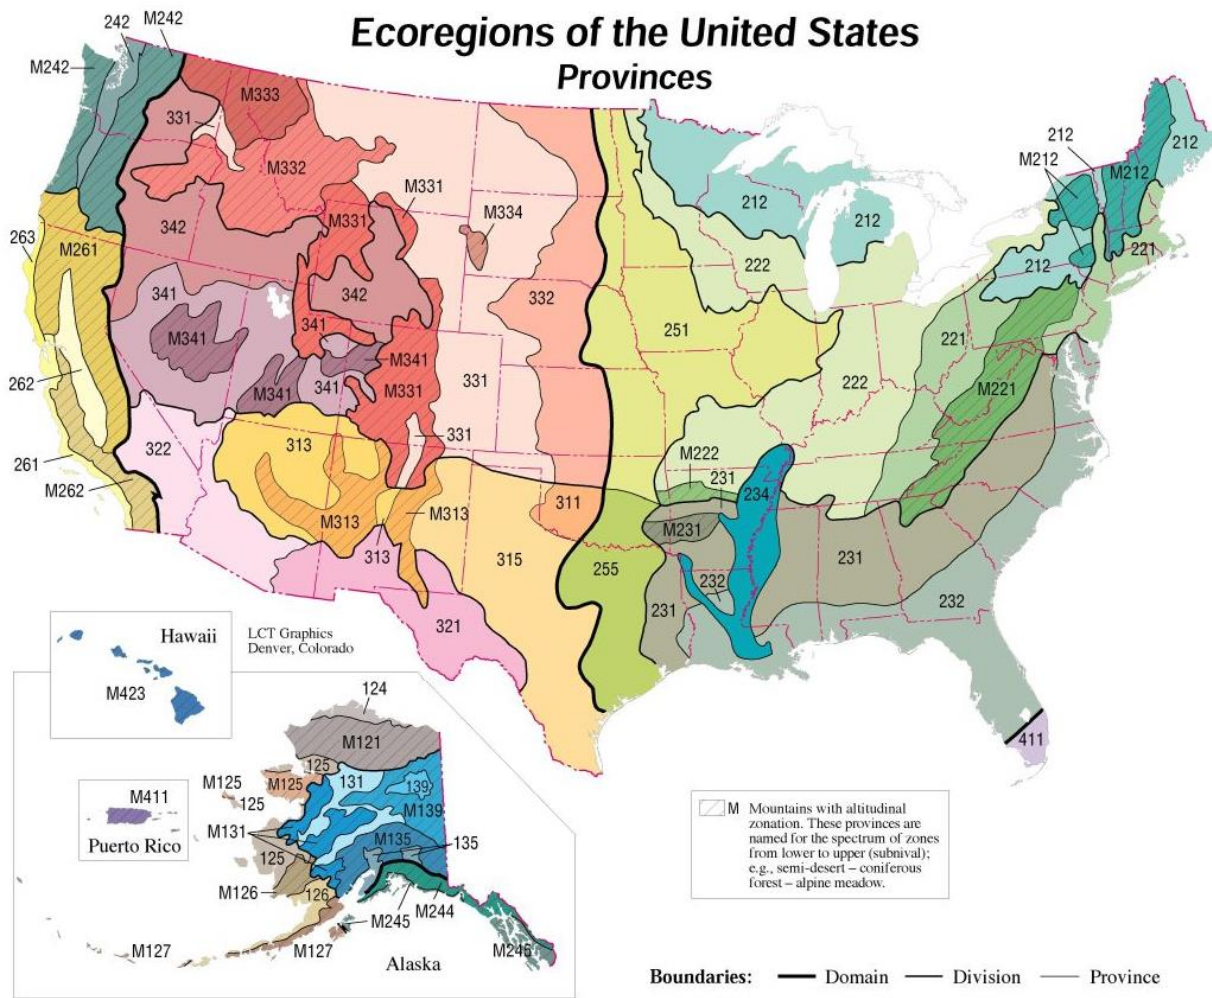 Ecoregions of the United States
Provinces
242
M242
M242
331
M333
M332
M331
M331
M334
212
212
222
212
M212
212
M212
212
221
263
M261
342
342
332
251
222
221
M221
341
M341
341
M341
M341
341
M331
331
331
262
261
M262
322
313
M313
M313
313
311
315
321
255
M222
231
234
M231
231
232
231
232
411
Hawaii
M423
LCT Graphics
Denver, Colorado
124
M121
125
M125
M125
125
131
139
M139
M131
M135
135
125
M126
126
M245
M244
M127
M127
M245
Alaska
M411
Puerto Rico
M Mountains with altitudinal
zonation. These provinces are
named for the spectrum of zones
from lower to upper (subnival);
e.g., semi-desert – coniferous
forest – alpine meadow.
Boundaries: Domain Division Province